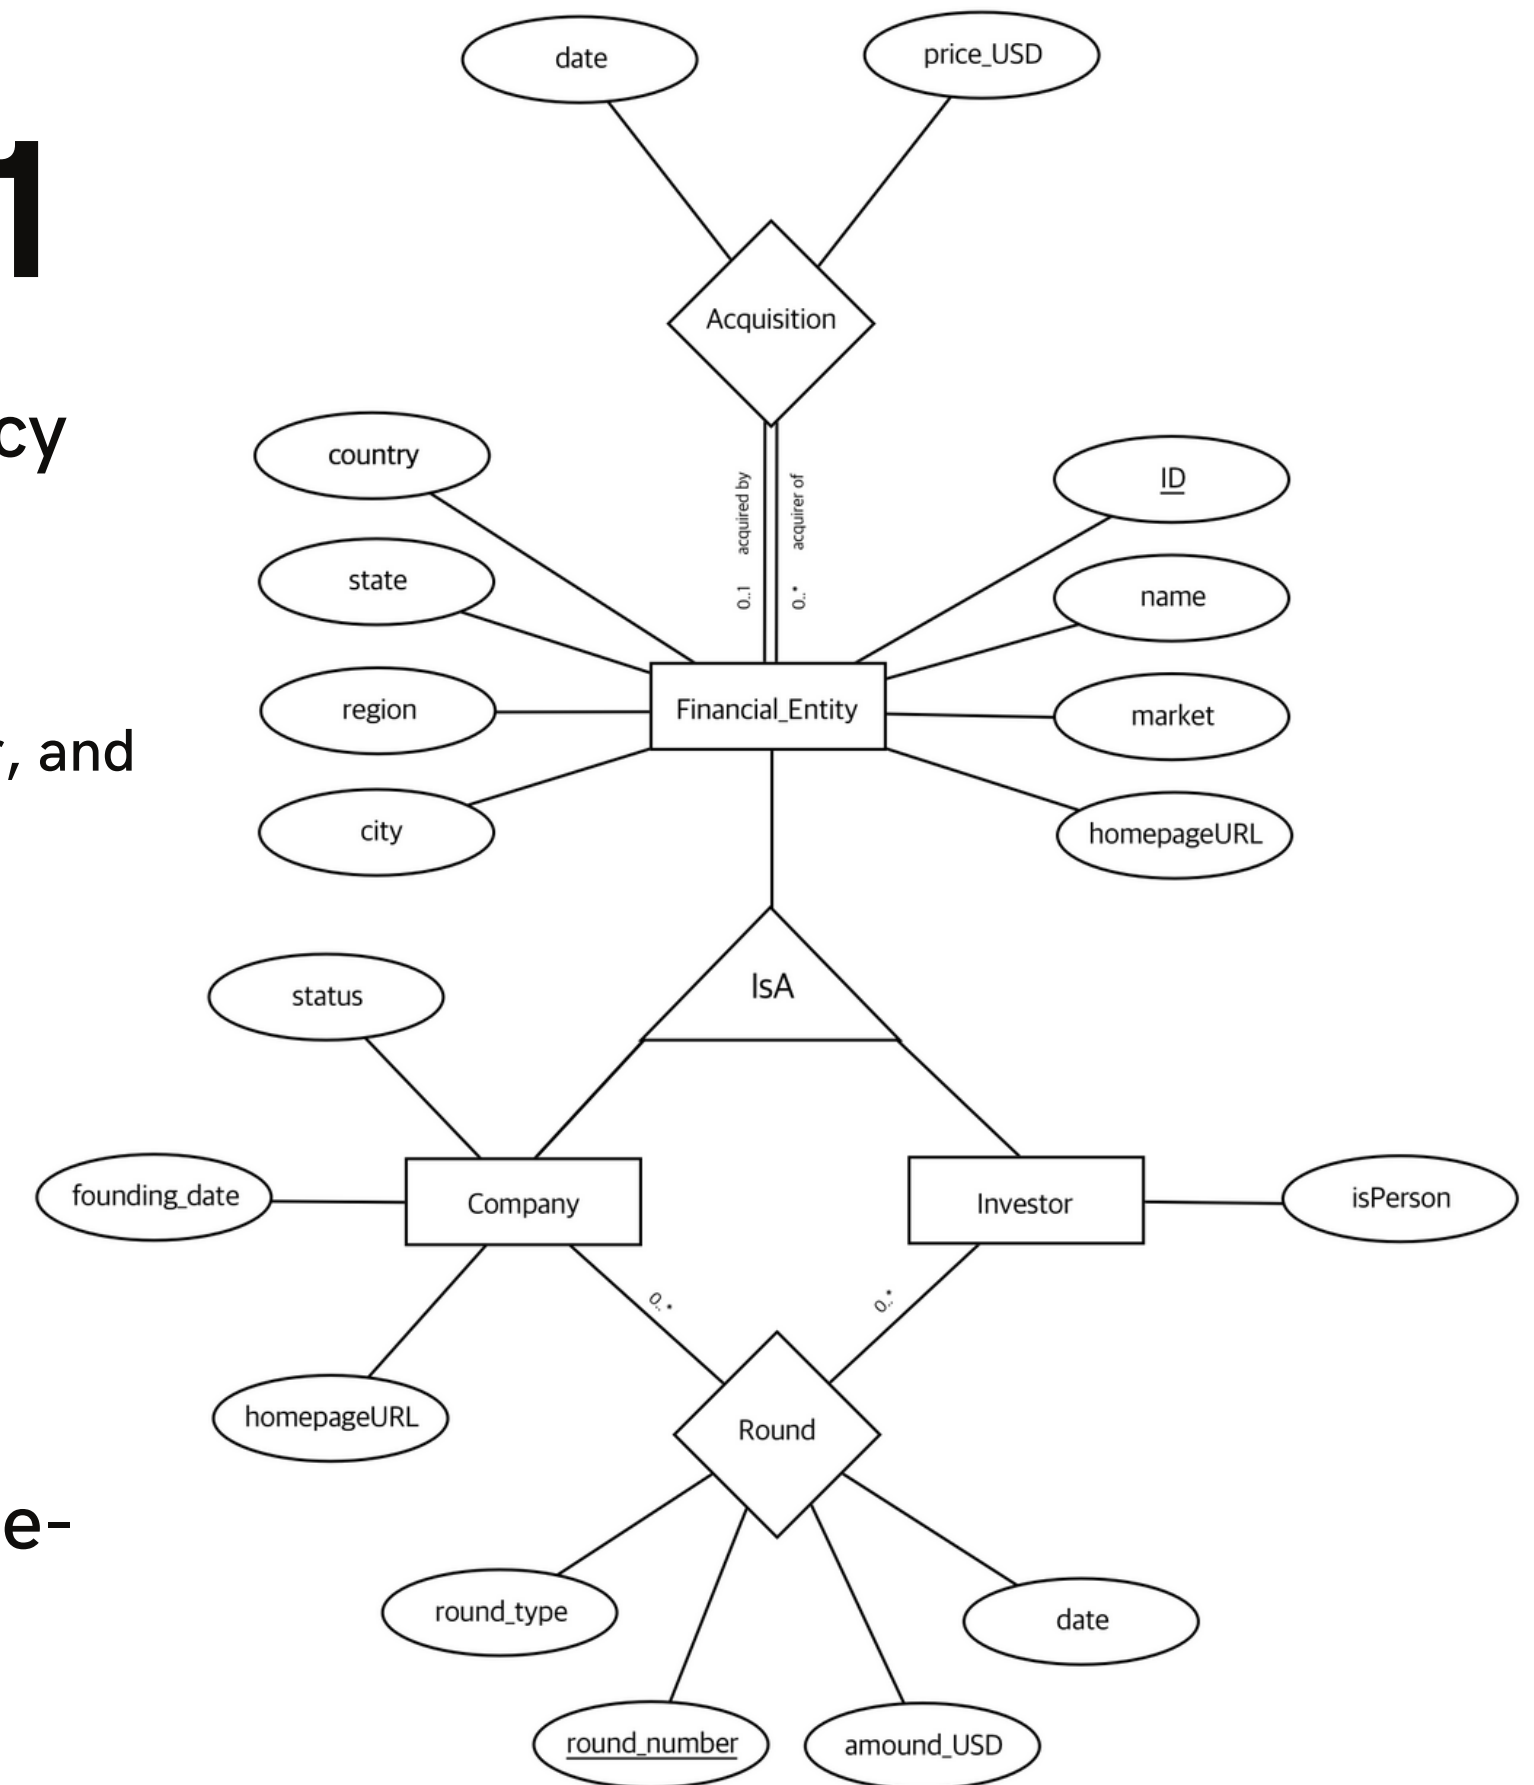 date
price_USD
1
Acquisition
cy
country
ID
acquired by
acquirer of
state
0..1
0..*
name
region
Financial_Entity
market
r, and
city
homepageURL
status
IsA
founding_date
Company
Investor
isPerson
0..*
0..*
homepageURL
Round
e-
round_type
date
round_number
amound_USD